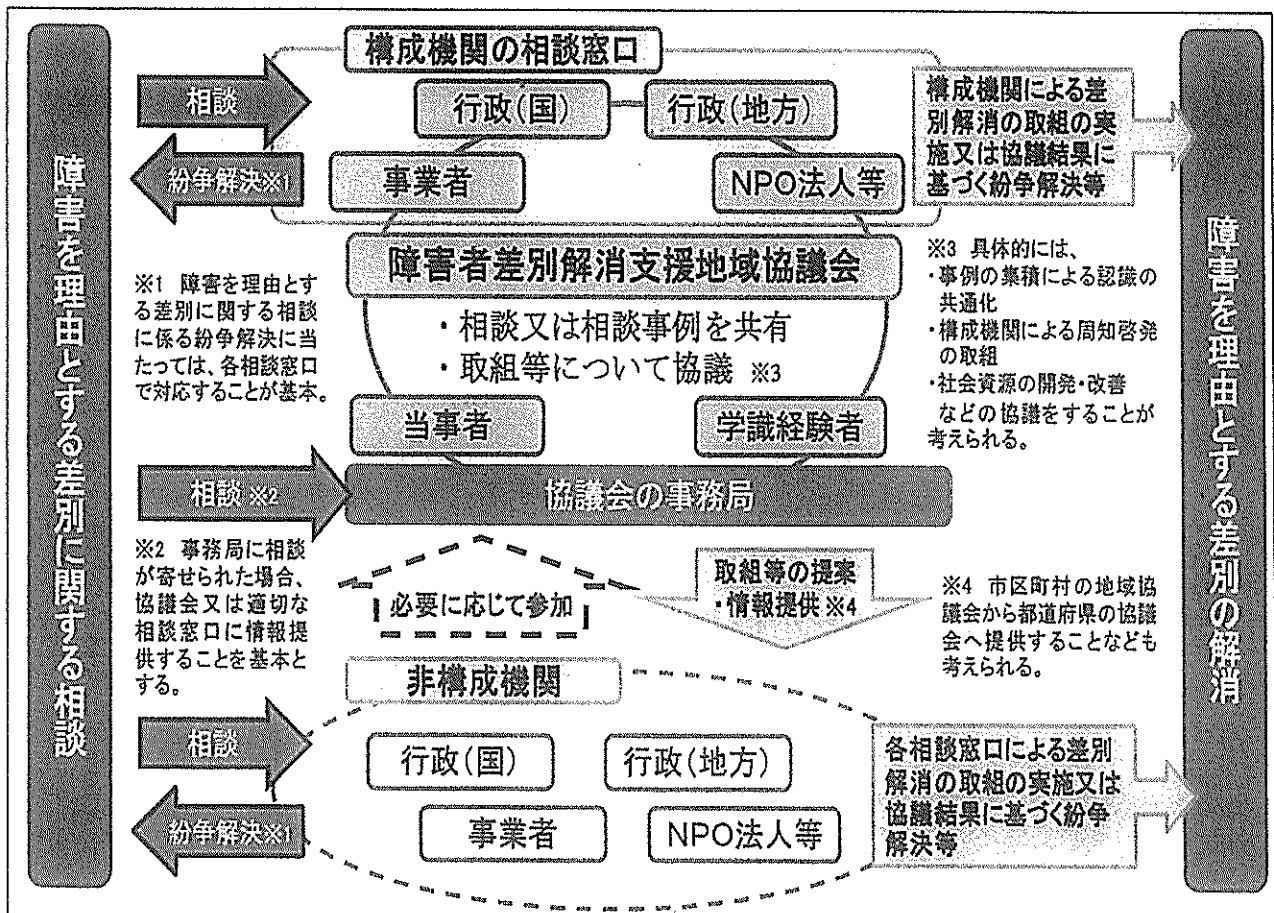 障害を理由とする差別に関する相談
構成機関の相談窓口
相談
行政(国)
行政(地方)
紛争解決※1
事業者
NPO法人等
構成機関による差
別解消の取組の実
施又は協議結果に
基づく紛争解決等
障害者差別解消支援地域協議会
・相談又は相談事例を共有
・取組等について協議 ※3
※1 障害を理由とす
る差別に関する相談
に係る紛争解決に当
たっては、各相談窓口
で対応することが基本。
※3 具体的には、
・事例の集積による認識の
共通化
・構成機関による周知啓発
の取組
・社会資源の開発・改善
などの協議をすることが
考えられる。
当事者
学識経験者
相談 ※2
協議会の事務局
※2 事務局に相談
が寄せられた場合、
協議会又は適切な
相談窓口に情報提
供することを基本と
する。
必要に応じて参加
取組等の提案
・情報提供 ※4
※4 市区町村の地域協
議会から都道府県の協議
会へ提供することなども
考えられる。
非構成機関
相談
行政(国)
行政(地方)
紛争解決※1
事業者
NPO法人等
各相談窓口による差別
解消の取組の実施又は
協議結果に基づく紛争
解決等
障害を理由とする差別の解消